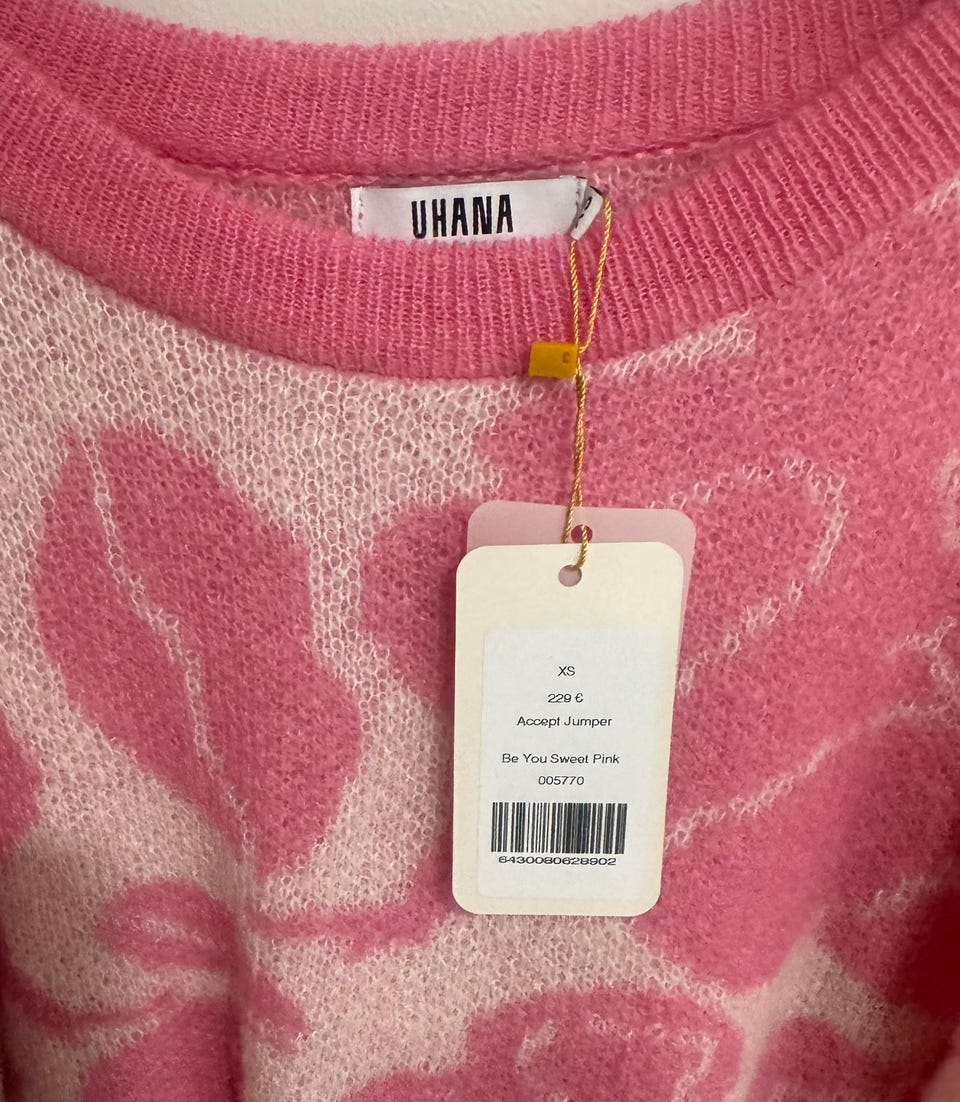 UHANA
XS
229 €
Accept Jumper
Be You Sweet Pink
005770
6430080628902